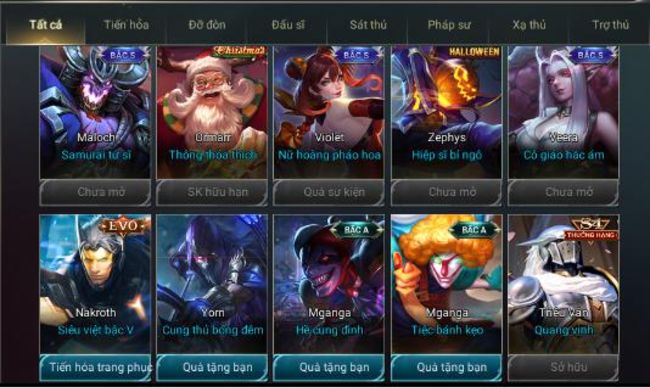 Tất cả
Tiến hóa
Đỡ đòn
Đấu sĩ
Sát thủ
Pháp sư
Xạ thủ
Trợ thủ
BẬC S
Maloch
Samurai tử sĩ
Chưa mở
Christmas
Ormarr
Thông thỏa thích
SK hữu hạn
BẬC S
Violet
Nữ hoàng pháo hoa
Quà sự kiện
HALLOWEEN
Zephys
Hiệp sĩ bí ngô
Chưa mở
BẬC S
Veera
Cô giáo hắc ám
Chưa mở
EVO
Nakroth
Siêu việt bậc V
Tiến hóa trang phục
Yorn
Cung thủ bóng đêm
Quà tặng bạn
BẬC A
Mganga
Hề cung đình
Quà tặng bạn
BẬC A
Mganga
Tiệc bánh kẹo
Quà tặng bạn
S4
THƯỞNG HẠNG
Triệu Vân
Quang vinh
Sở hữu